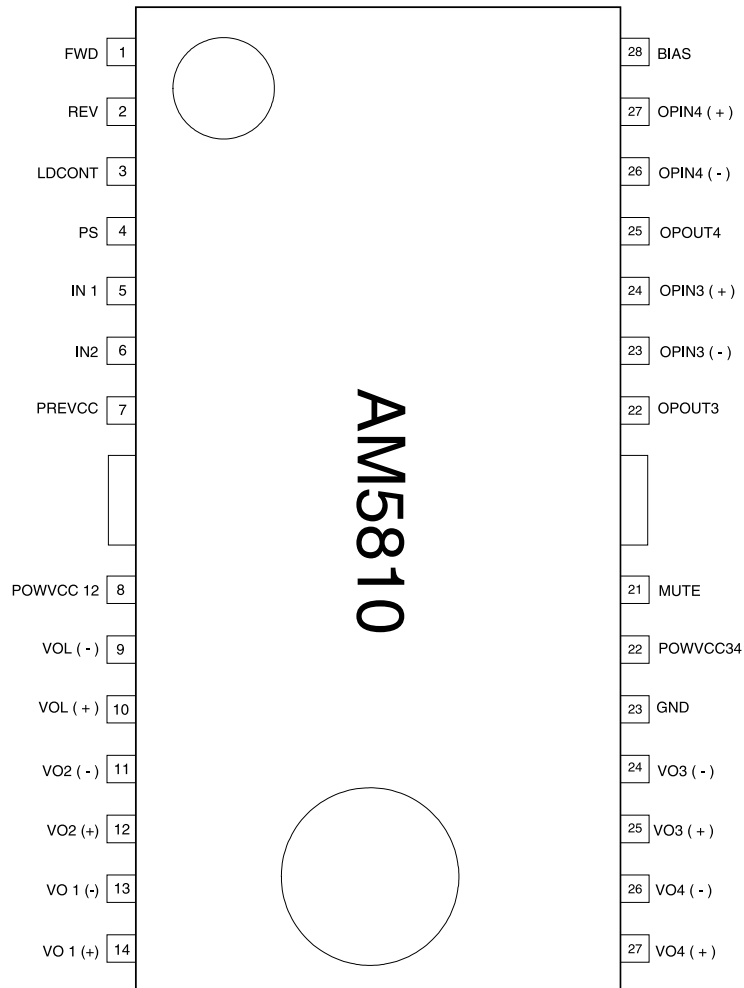 FWD 1 28 BIAS
REV 2 27 OPIN4 ( + )
LDCONT 3 26 OPIN4 ( - )
PS 4 25 OPOUT4
IN 1 5 24 OPIN3 ( + )
IN2 6 23 OPIN3 ( - )
PREVCC 7 22 OPOUT3
AM5810
POWVCC 12 8 21 MUTE
VOL ( - ) 9 22 POWVCC34
VOL ( + ) 10 23 GND
VO2 ( - ) 11 24 VO3 ( - )
VO2 (+) 12 25 VO3 ( + )
VO 1 (-) 13 26 VO4 ( - )
VO 1 (+) 14 27 VO4 ( + )